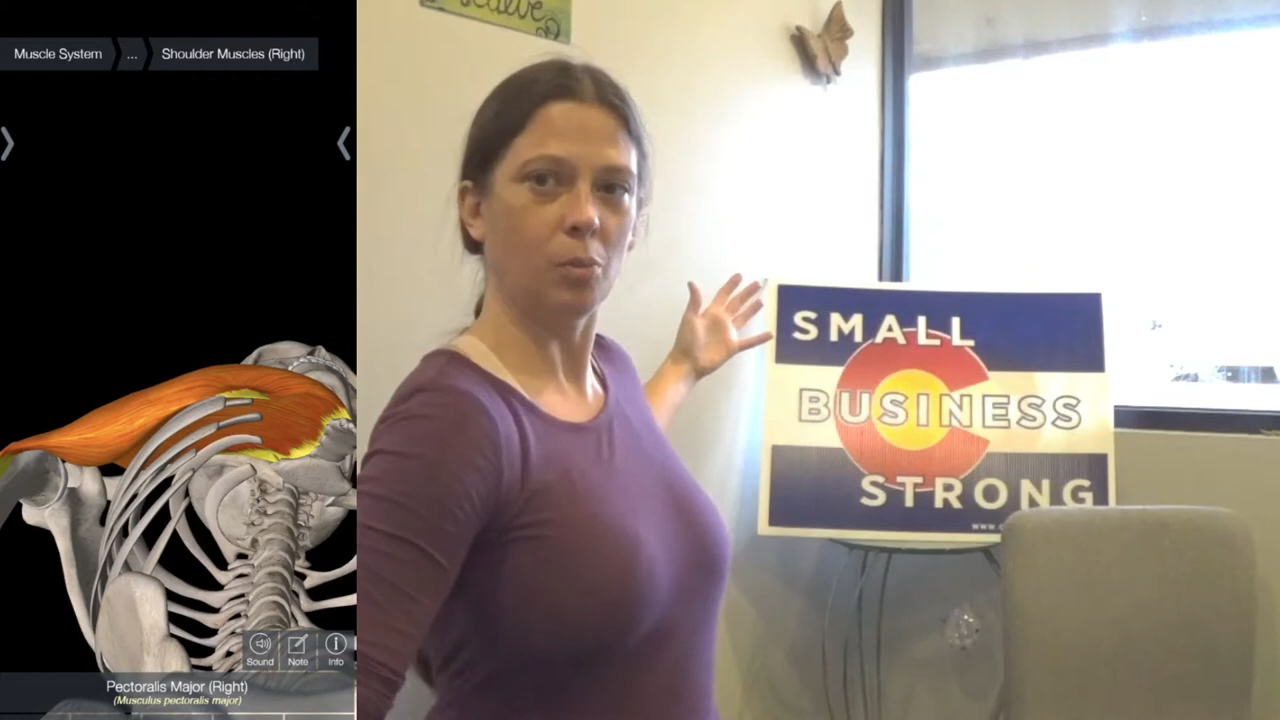 Muscle System
...
Shoulder Muscles (Right)
Sound
Note
Info
Pectoralis Major (Right)
(Musculus pectoralis major)
SMALL
BUSINESS
STRONG